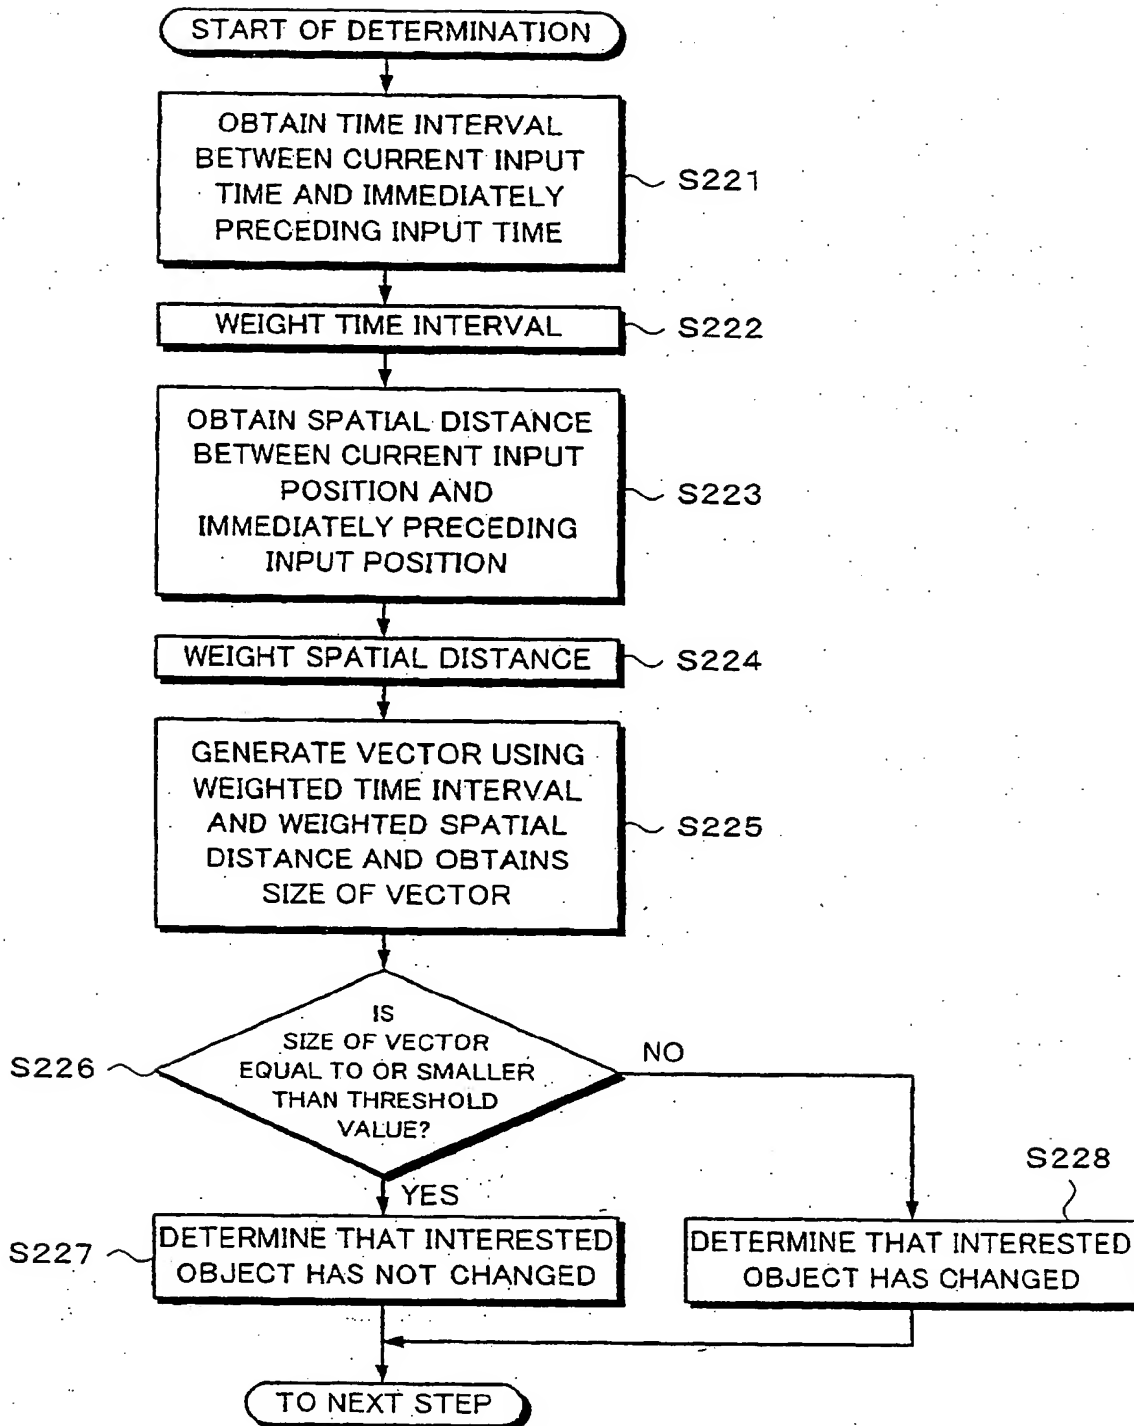 START OF DETERMINATION
OBTAIN TIME INTERVAL
BETWEEN CURRENT INPUT
TIME AND IMMEDIATELY
PRECEDING INPUT TIME
S221
WEIGHT TIME INTERVAL
S222
OBTAIN SPATIAL DISTANCE
BETWEEN CURRENT INPUT
POSITION AND
IMMEDIATELY PRECEDING
INPUT POSITION
S223
WEIGHT SPATIAL DISTANCE
S224
GENERATE VECTOR USING
WEIGHTED TIME INTERVAL
AND WEIGHTED SPATIAL
DISTANCE AND OBTAINS
SIZE OF VECTOR
S225
S226
IS
SIZE OF VECTOR
EQUAL TO OR SMALLER
THAN THRESHOLD
VALUE?
NO
YES
S227
DETERMINE THAT INTERESTED
OBJECT HAS NOT CHANGED
S228
DETERMINE THAT INTERESTED
OBJECT HAS CHANGED
TO NEXT STEP